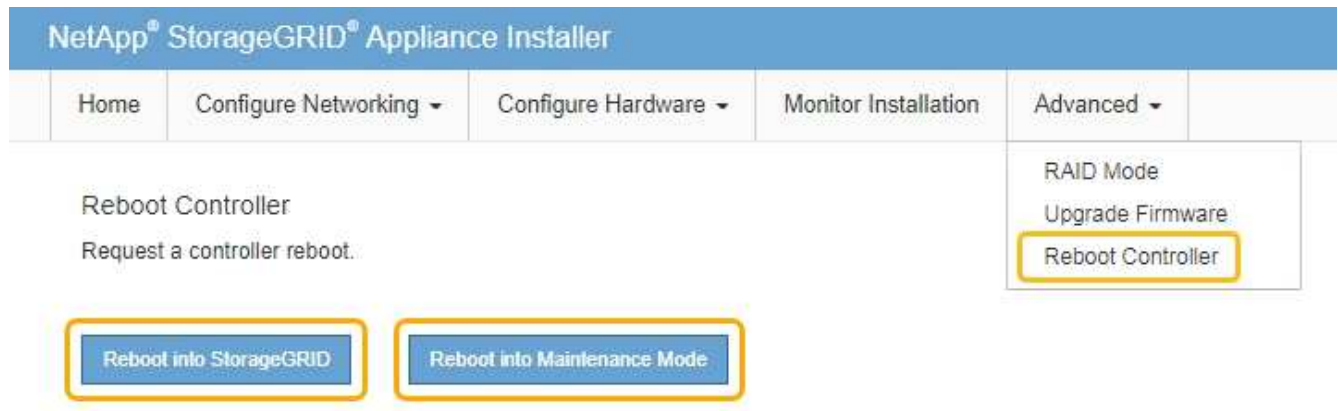 NetApp® StorageGRID® Appliance Installer
Home Configure Networking Configure Hardware Monitor Installation Advanced
RAID Mode
Upgrade Firmware
Reboot Controller
Reboot Controller
Request a controller reboot.
Reboot into StorageGRID Reboot into Maintenance Mode